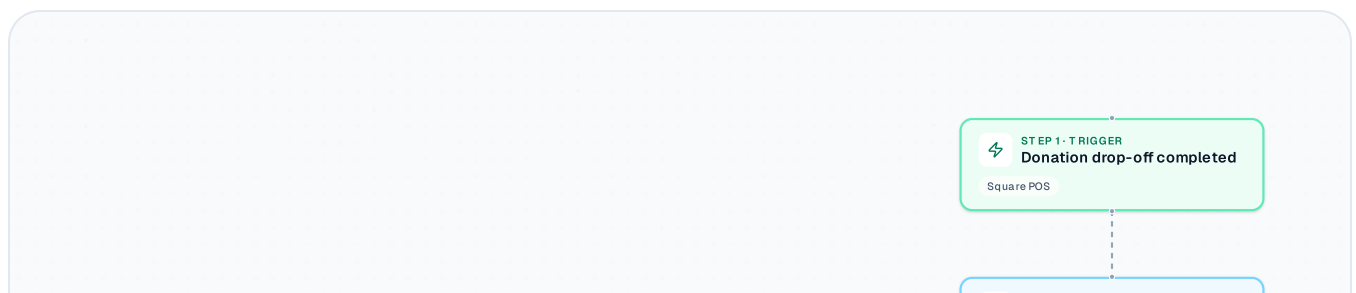 STEP 1 · TRIGGER
Donation drop-off completed
Square POS